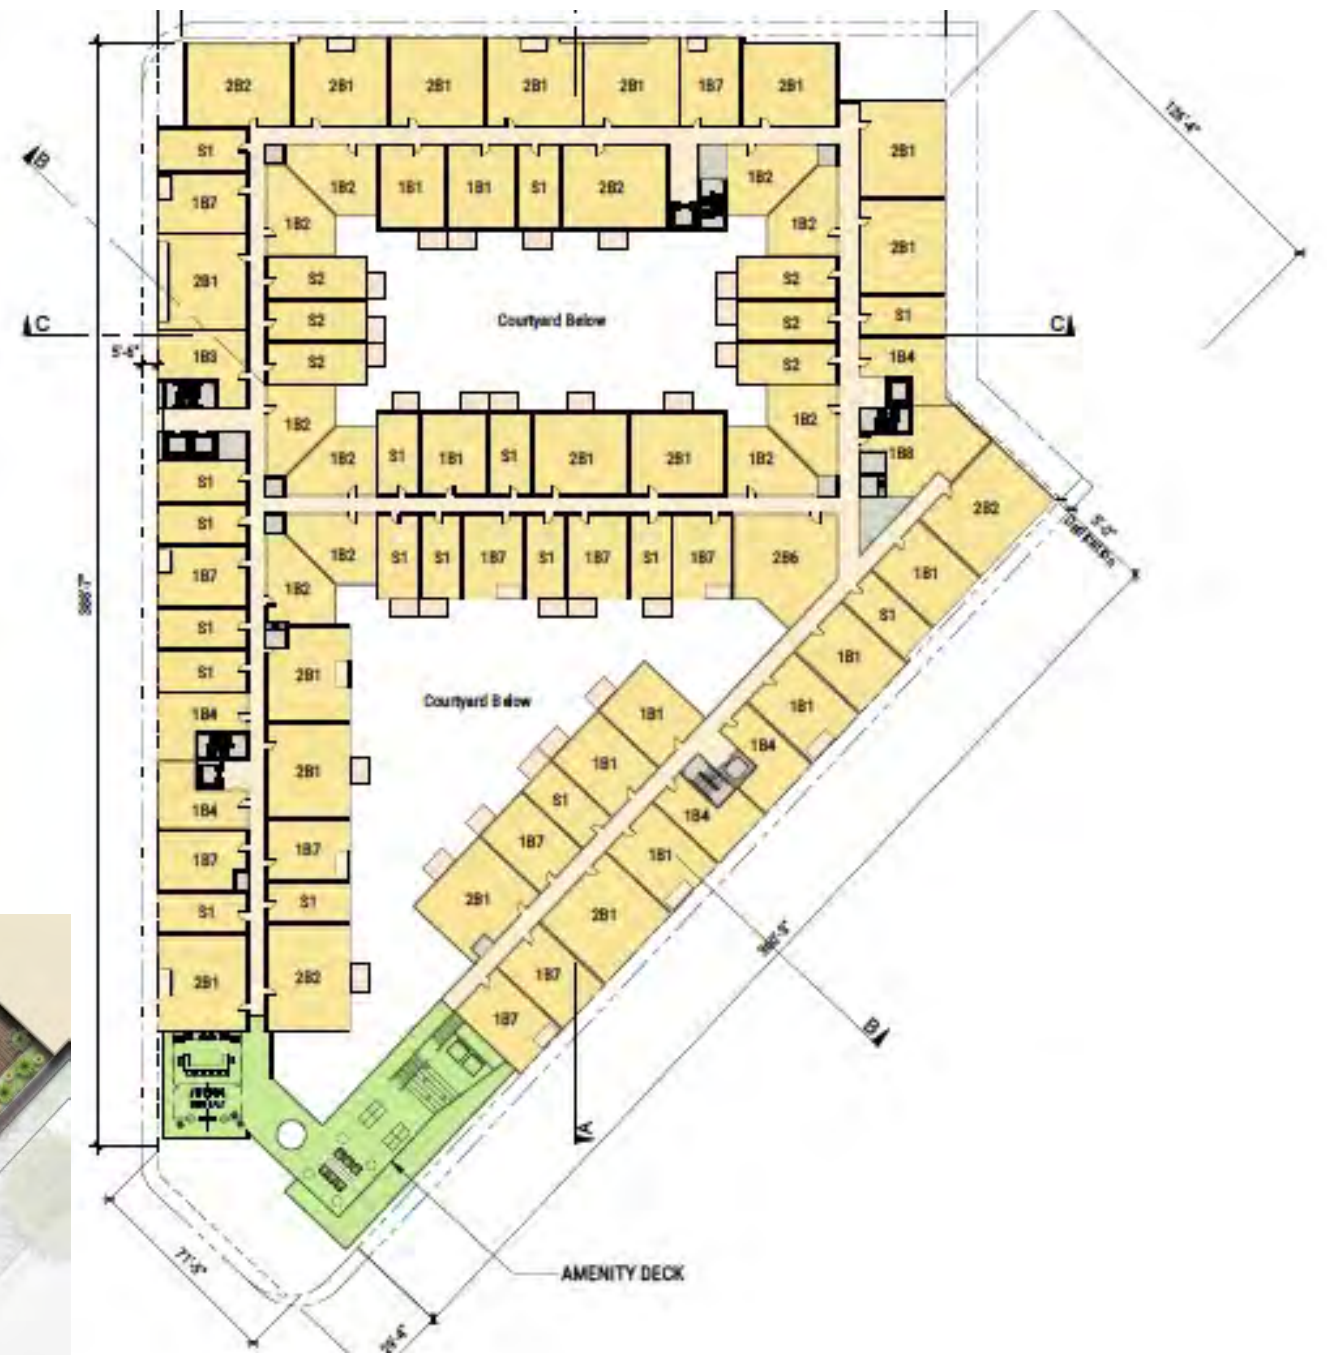 2B2 2B1 2B1 2B1 2B1 1B7 2B1
S1 2B1
1B7 1B2 1B1 1B1 S1 2B2 1B2
B
1B2 1B2
2B1 S2 S2 2B1
C S2 Courtyard Below S2 S1 C
5'-6" 1B3 S2 S2 1B4
1B2 1B2
1B2 S1 1B1 S1 2B1 2B1 1B2 1B8
S1
S1 2B2
1B2 S1 S1 1B7 S1 1B7 S1 1B7 2B6
1B7 1B2 1B1
S1 S1
S1 2B1 1B1
1B4 Courtyard Below 1B1 1B1
2B1 1B1 1B4
1B4 S1 1B4
1B7 1B7 1B7 1B1
S1 S1 2B1 2B1
2B1 2B2 1B7
1B7
B
A
AMENITY DECK